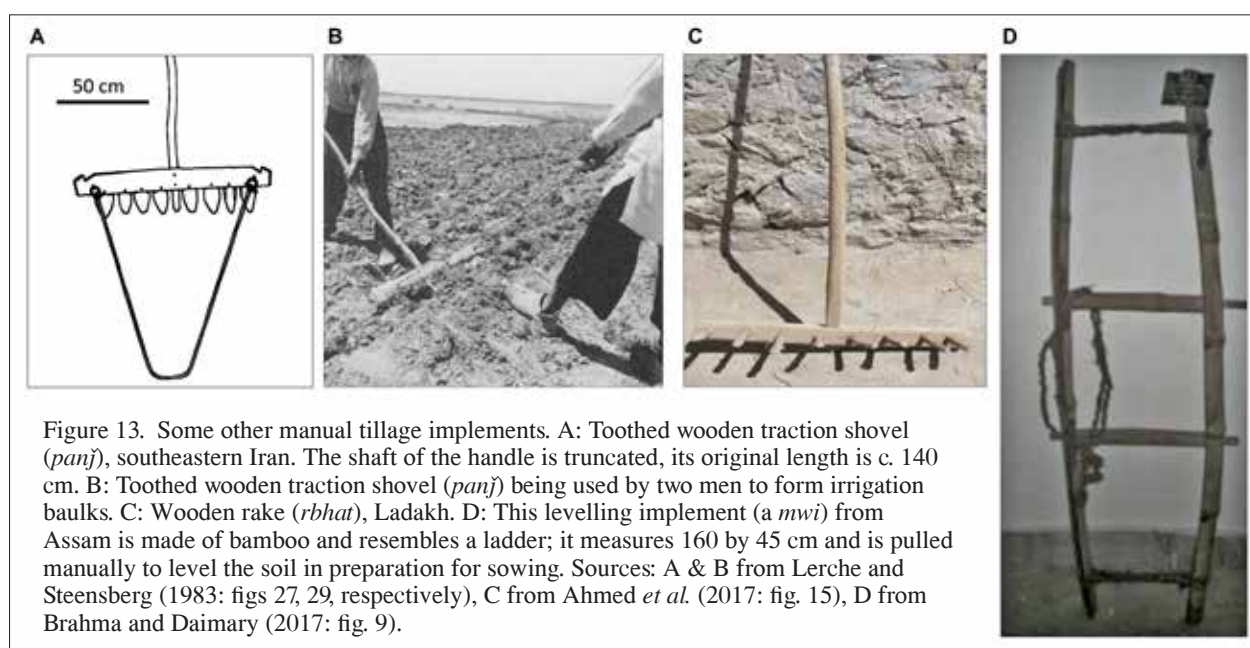 A
B
C
D
50 cm
Figure 13. Some other manual tillage implements. A: Toothed wooden traction shovel
(panǰ), southeastern Iran. The shaft of the handle is truncated, its original length is c. 140
cm. B: Toothed wooden traction shovel (panǰ) being used by two men to form irrigation
baulks. C: Wooden rake (rbhat), Ladakh. D: This levelling implement (a mwi) from
Assam is made of bamboo and resembles a ladder; it measures 160 by 45 cm and is pulled
manually to level the soil in preparation for sowing. Sources: A & B from Lerche and
Steensberg (1983: figs 27, 29, respectively), C from Ahmed et al. (2017: fig. 15), D from
Brahma and Daimary (2017: fig. 9).